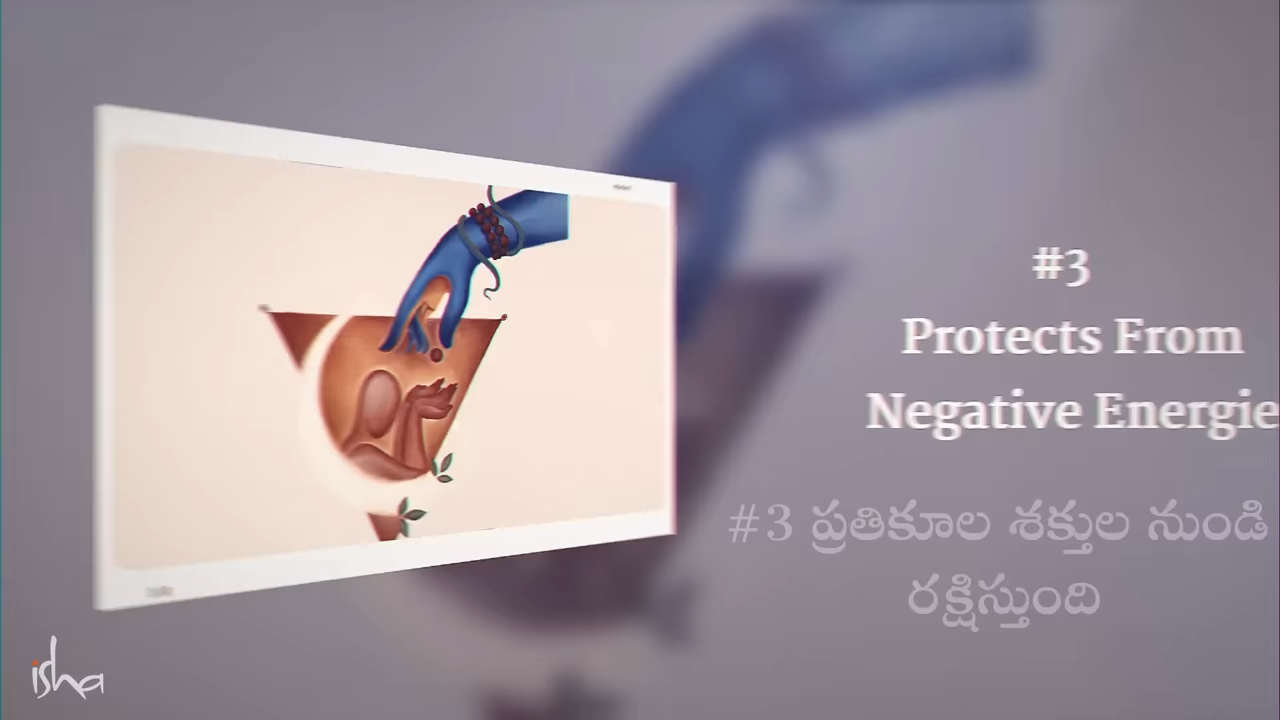 #3
Protects From
Negative Energie
#3 ప్రతికూల శక్తుల నుండి
రక్షిస్తుంది
isha